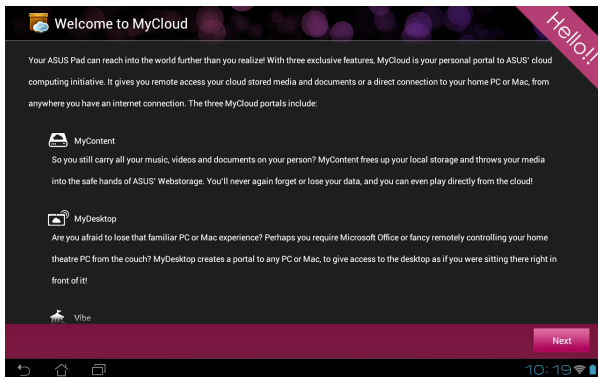 Welcome to MyCloud
Hello!!
Your ASUS Pad can reach into the world further than you realize! With three exclusive features, MyCloud is your personal portal to ASUS' cloud
computing initiative. It gives you remote access your cloud stored media and documents or a direct connection to your home PC or Mac, from
anywhere you have an internet connection. The three MyCloud portals include:
MyContent
So you still carry all your music, videos and documents on your person? MyContent frees up your local storage and throws your media
into the safe hands of ASUS' Webstorage. You'll never again forget or lose your data, and you can even play directly from the cloud!
MyDesktop
Are you afraid to lose that familiar PC or Mac experience? Perhaps you require Microsoft Office or fancy remotely controlling your home
theatre PC from the couch? MyDesktop creates a portal to any PC or Mac, to give access to the desktop as if you were sitting there right in
front of it!
Vibe
Next
10:19